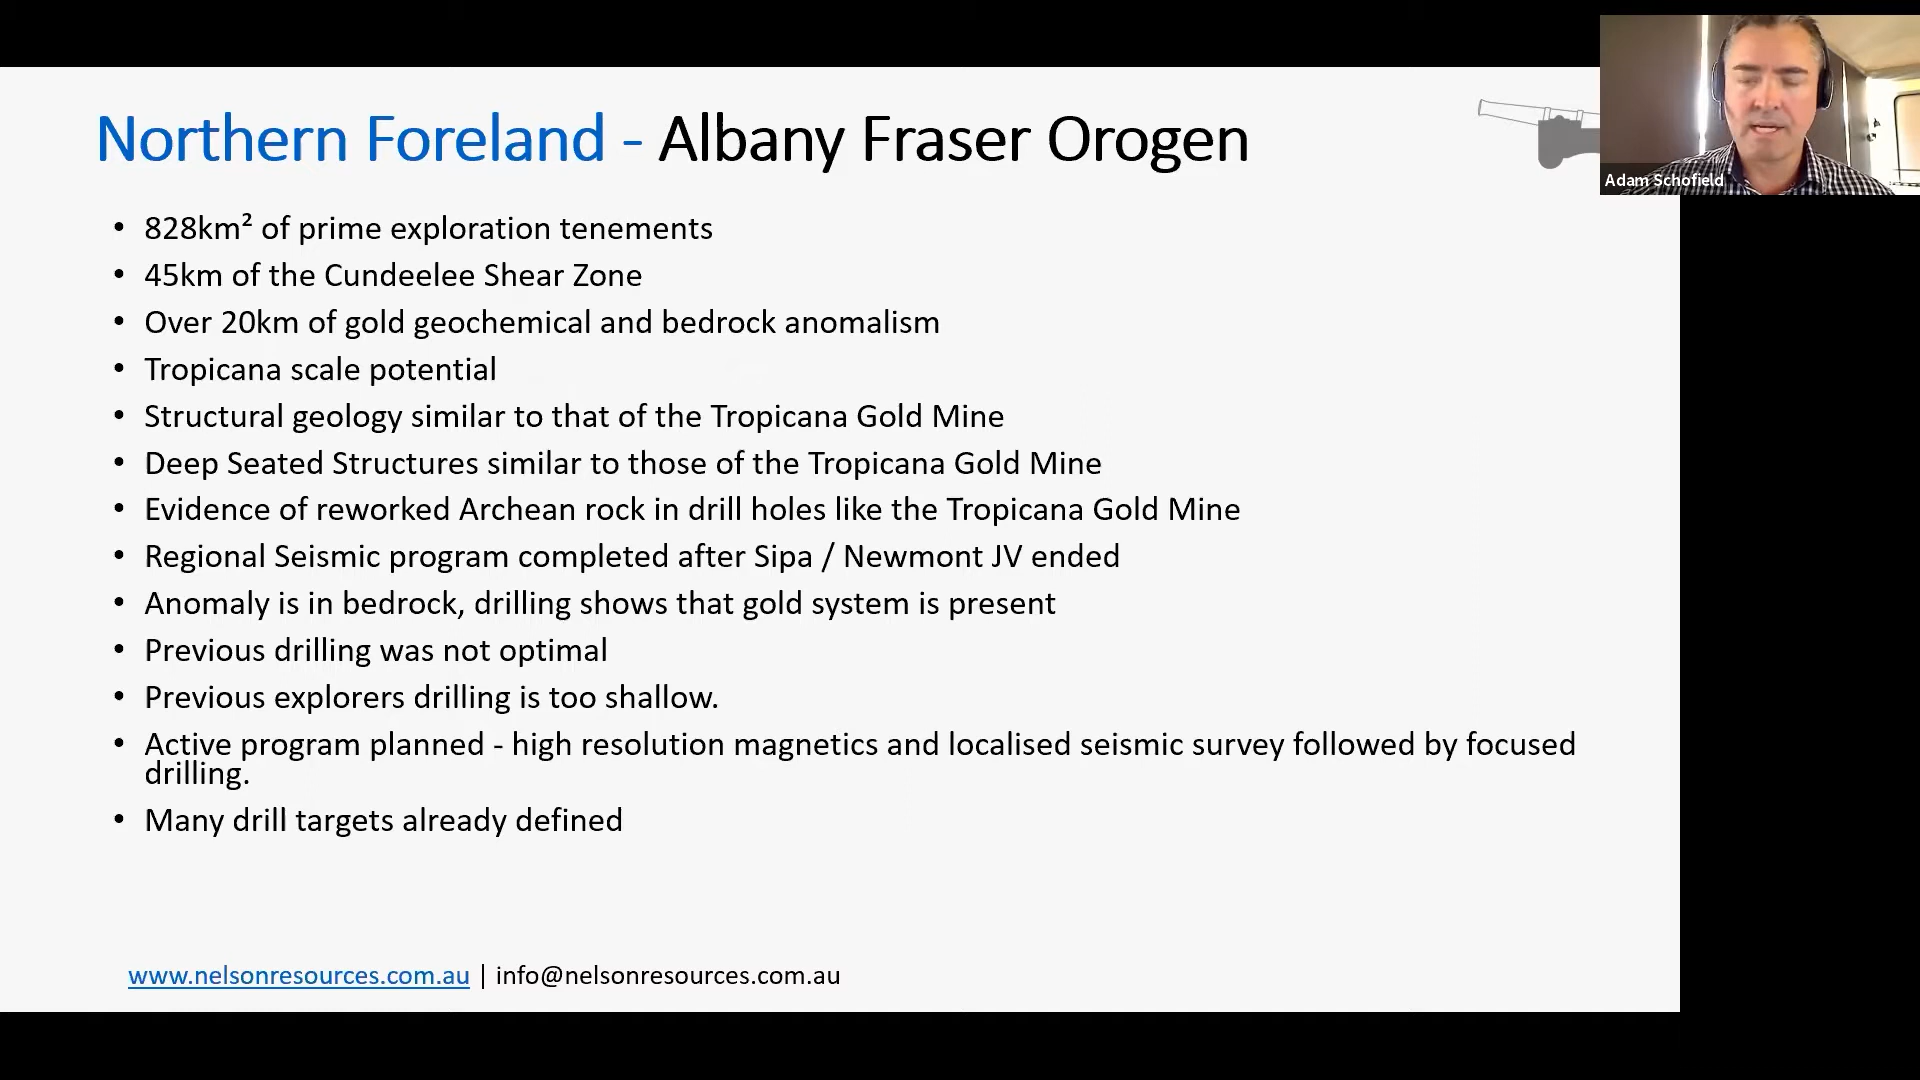 Northern Foreland - Albany Fraser Orogen
Adam Schofield
• 828km² of prime exploration tenements
• 45km of the Cundeelee Shear Zone
• Over 20km of gold geochemical and bedrock anomalism
• Tropicana scale potential
• Structural geology similar to that of the Tropicana Gold Mine
• Deep Seated Structures similar to those of the Tropicana Gold Mine
• Evidence of reworked Archean rock in drill holes like the Tropicana Gold Mine
• Regional Seismic program completed after Sipa / Newmont JV ended
• Anomaly is in bedrock, drilling shows that gold system is present
• Previous drilling was not optimal
• Previous explorers drilling is too shallow.
• Active program planned - high resolution magnetics and localised seismic survey followed by focused
drilling.
• Many drill targets already defined
www.nelsonresources.com.au | info@nelsonresources.com.au